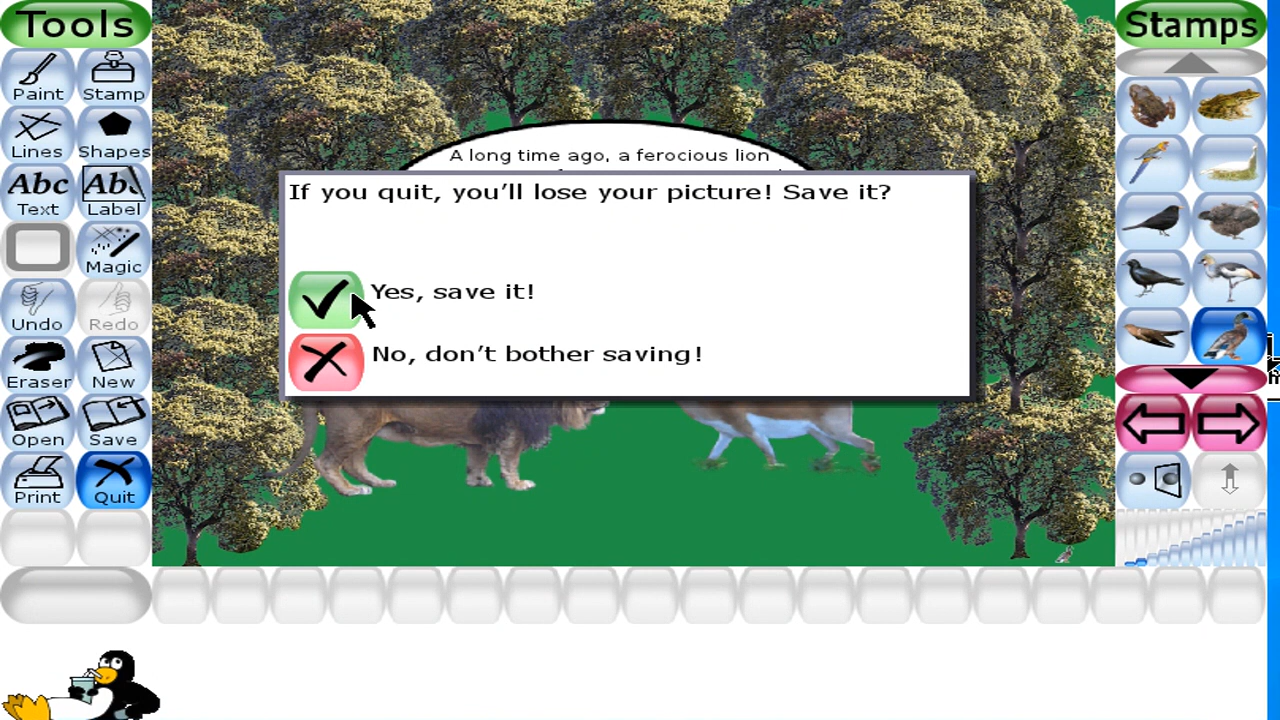 Tools
Stamps
Paint
Stamp
Lines
Shapes
Abc
Text
Abc
Label
Magic
Undo
Redo
Eraser
New
Open
Save
Print
Quit
A long time ago, a ferocious lion
If you quit, you'll lose your picture! Save it?
Yes, save it!
No, don't bother saving!